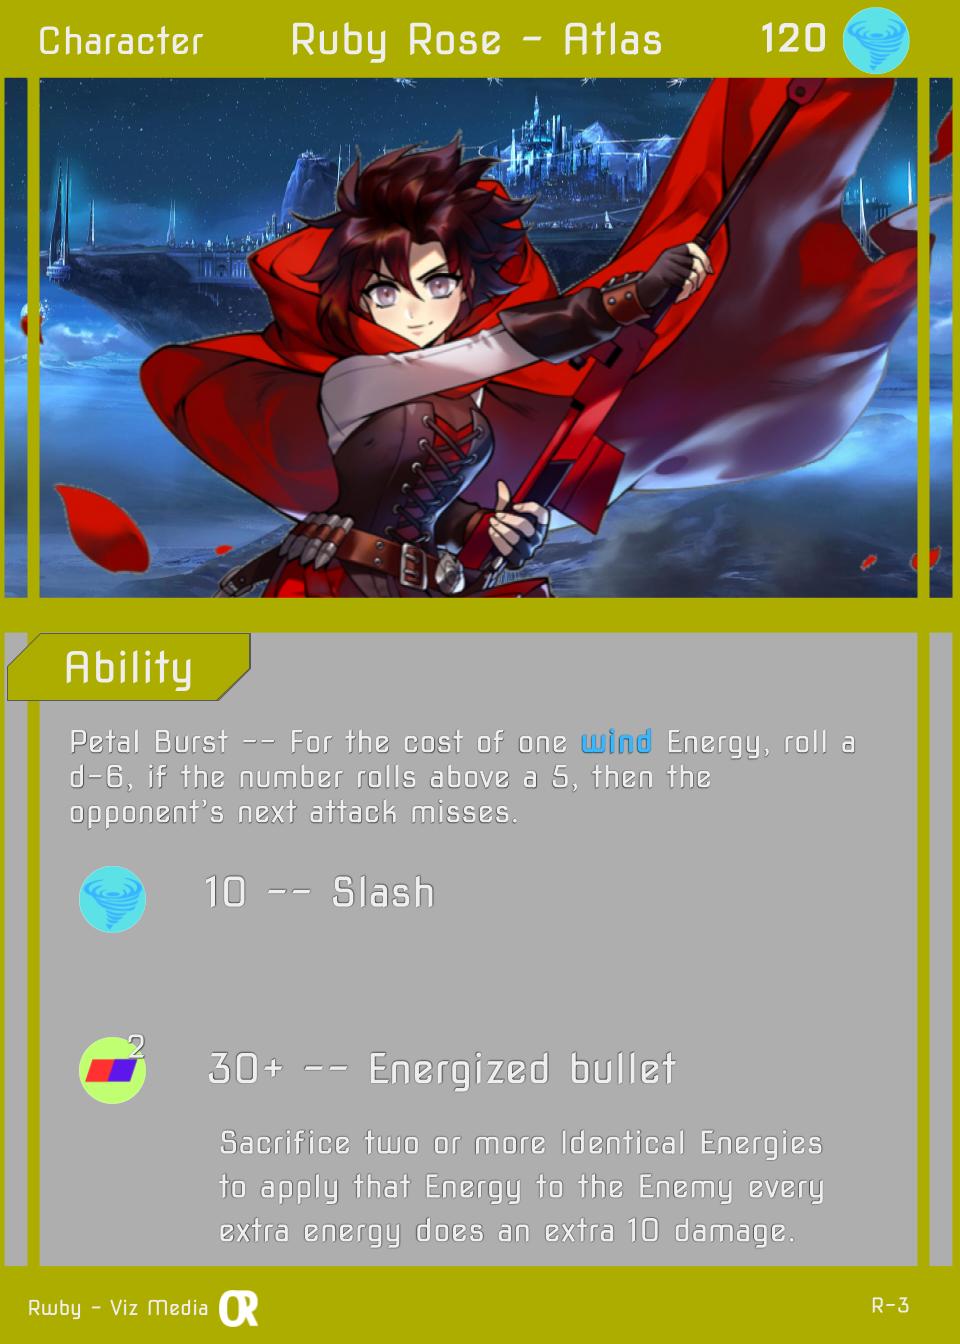 Character Ruby Rose - Atlas 120
Ability
Petal Burst -- For the cost of one wind Energy, roll a
d-6, if the number rolls above a 5, then the
opponent's next attack misses.
10 -- Slash
2
30+ -- Energized bullet
Sacrifice two or more Identical Energies
to apply that Energy to the Enemy every
extra energy does an extra 10 damage.
Rwby - Viz Media OR R-3